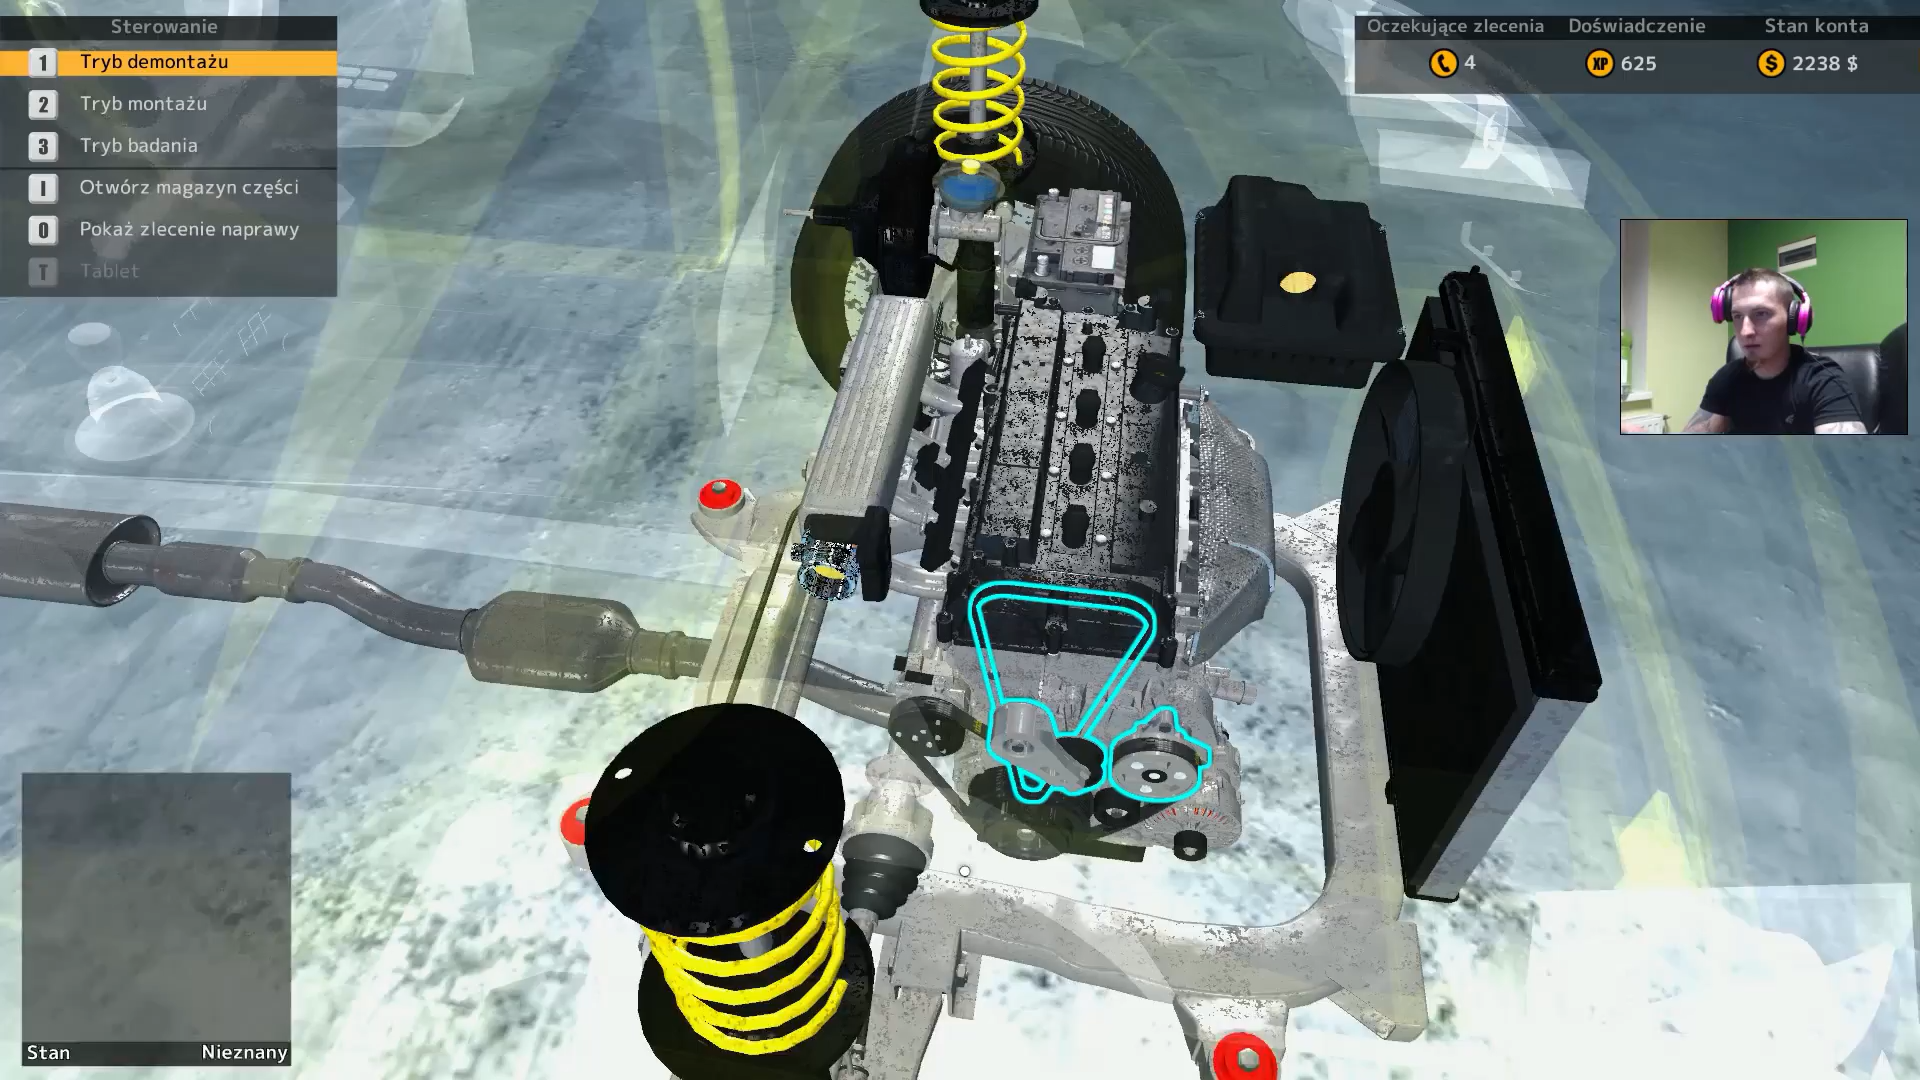 Sterowanie
1 Tryb demontażu
2 Tryb montażu
3 Tryb badania
I Otwórz magazyn części
O Pokaż zlecenie naprawy
T Tablet
Oczekujące zlecenia Doświadczenie Stan konta
4 XP 625 $ 2238 $
Stan Nieznany